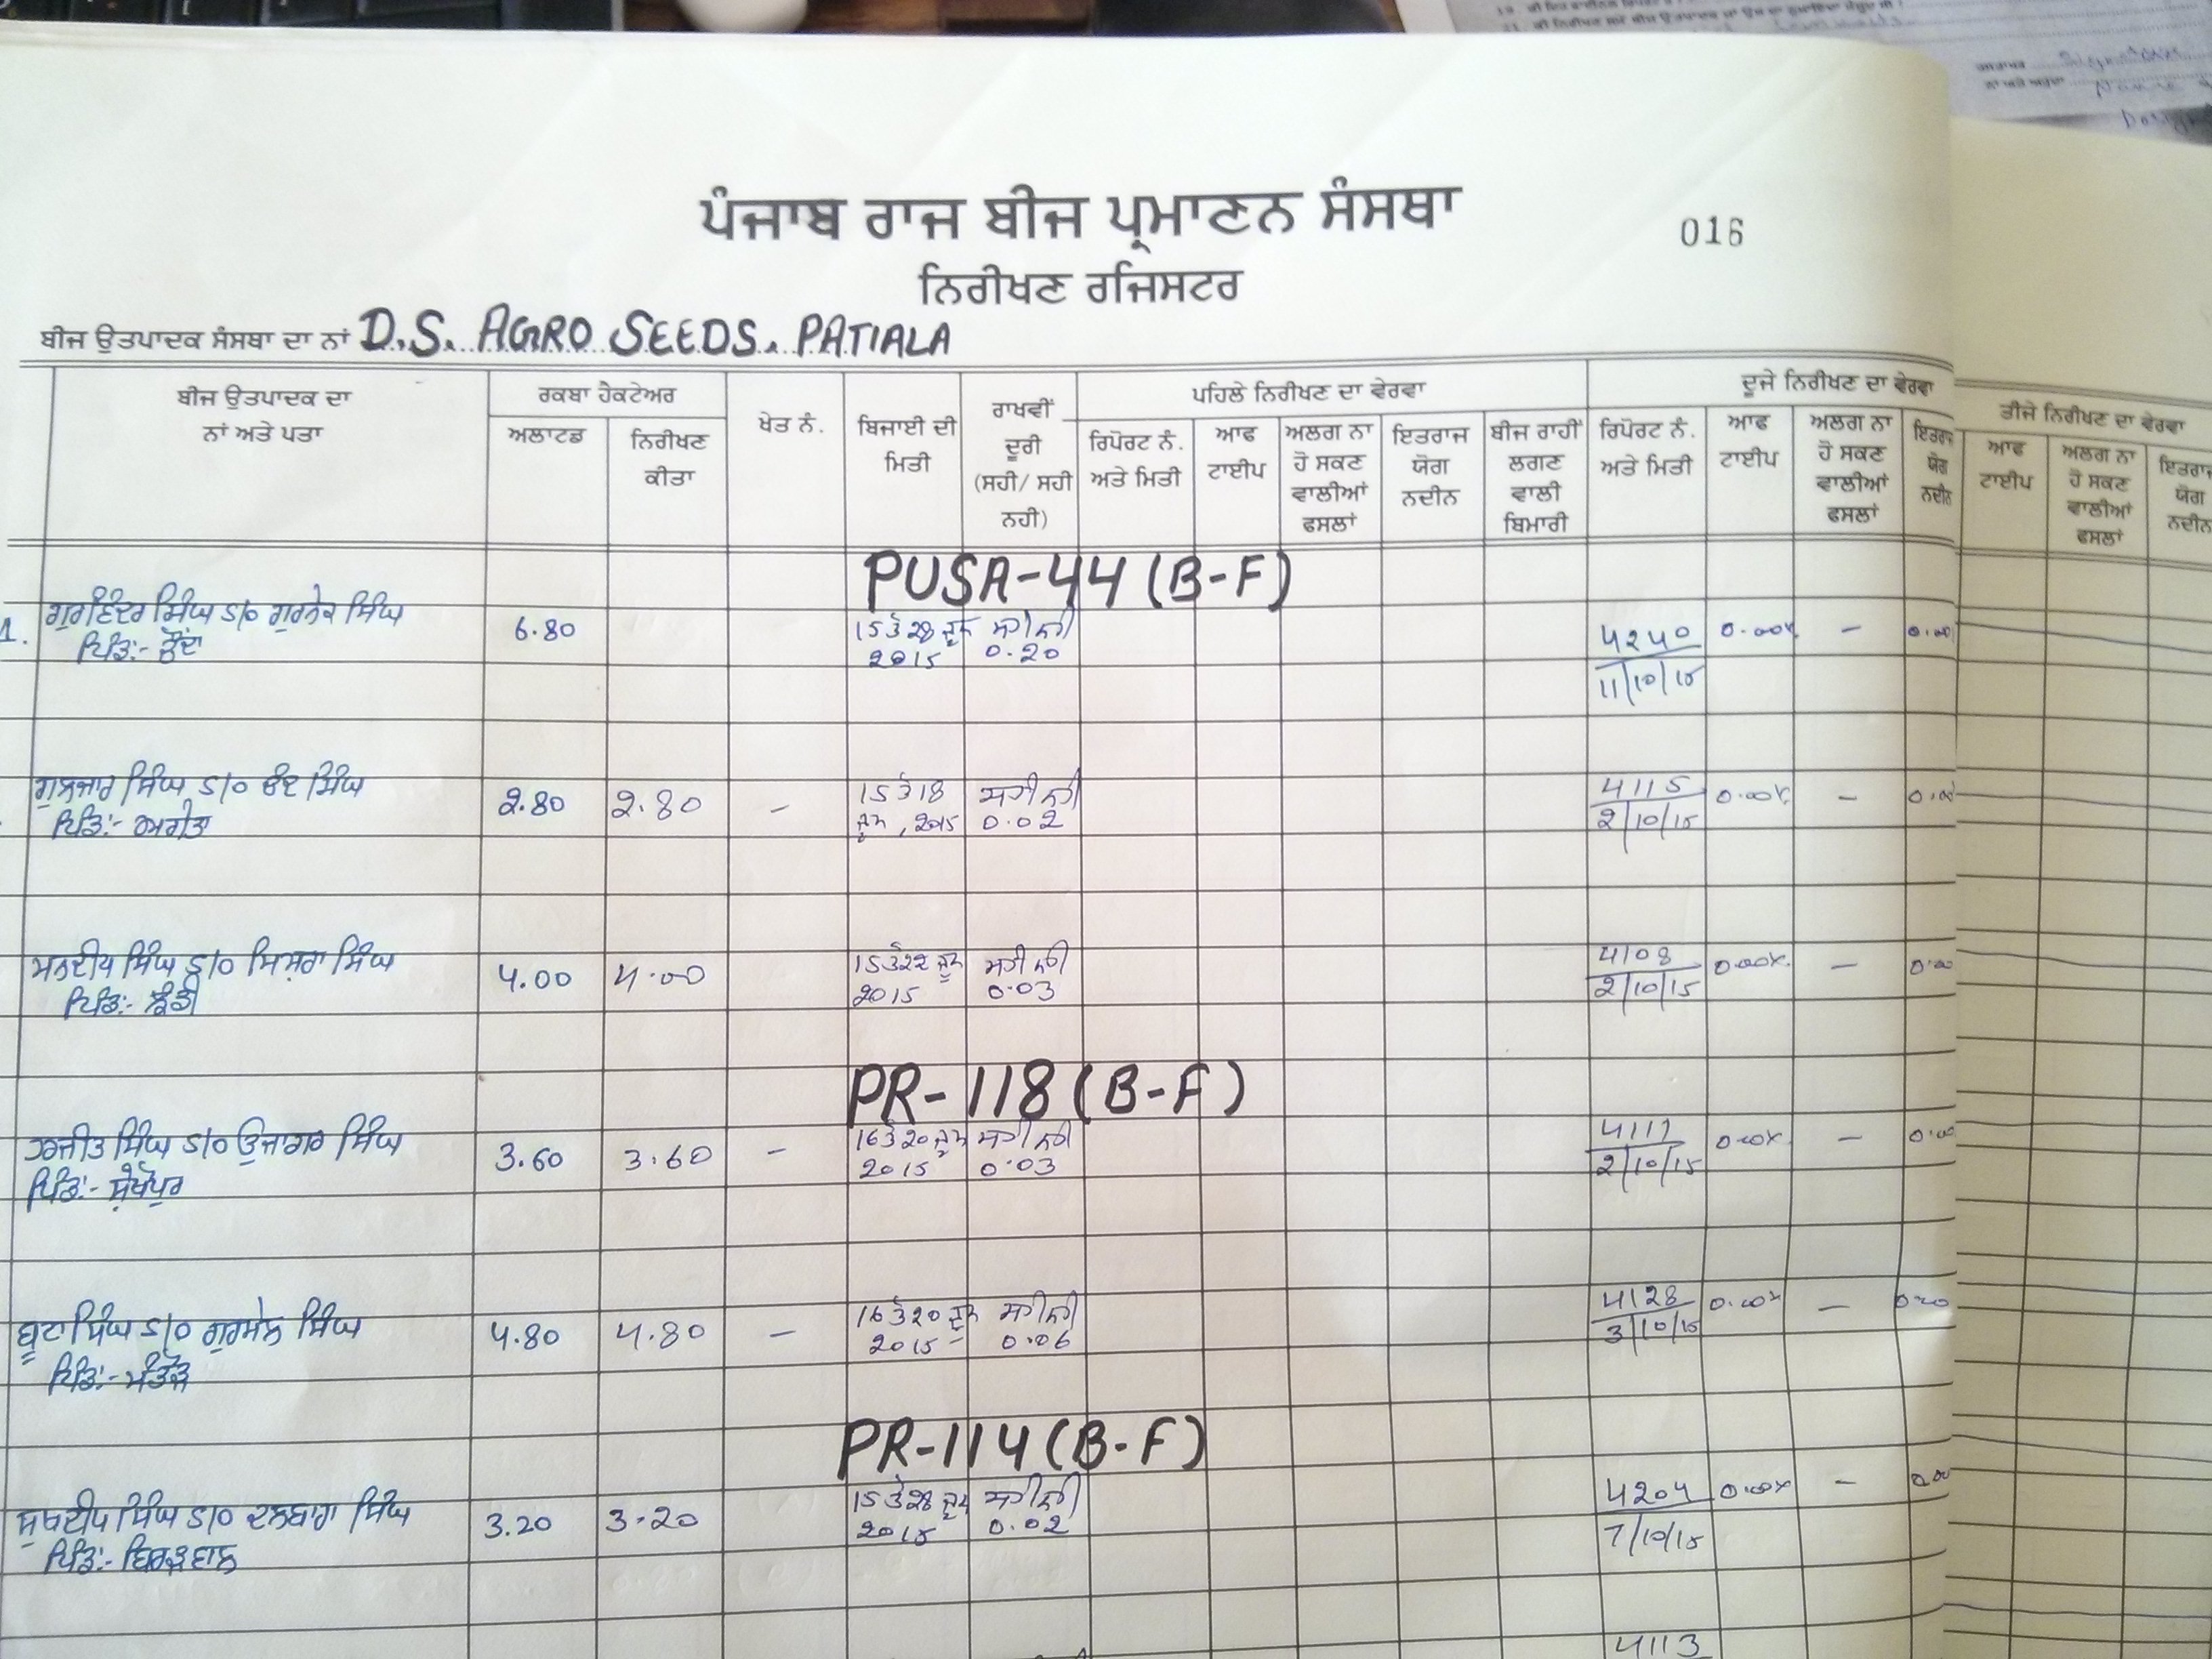 ਪੰਜਾਬ ਰਾਜ ਬੀਜ ਪ੍ਰਮਾਣਨ ਸੰਸਥਾ
016
ਨਿਰੀਖਣ ਰਜਿਸਟਰ
ਬੀਜ ਉਤਪਾਦਕ ਸੰਸਥਾ ਦਾ ਨਾਂ D.S. AGRO SEEDS. PATIALA
ਬੀਜ ਉਤਪਾਦਕ ਦਾ ਨਾਂ ਅਤੇ ਪਤਾ
ਰਕਬਾ ਹੈਕਟੇਅਰ
ਅਲਾਟਡ
ਨਿਰੀਖਣ ਕੀਤਾ
ਖੇਤ ਨੰ.
ਬਿਜਾਈ ਦੀ ਮਿਤੀ
ਰਾਖਵੀਂ ਦੂਰੀ (ਸਹੀ/ ਸਹੀ ਨਹੀ)
ਪਹਿਲੇ ਨਿਰੀਖਣ ਦਾ ਵੇਰਵਾ
ਰਿਪੋਰਟ ਨੰ. ਅਤੇ ਮਿਤੀ
ਆਫ ਟਾਈਪ
ਅਲਗ ਨਾ ਹੋ ਸਕਣ ਵਾਲੀਆਂ ਫਸਲਾਂ
ਇਤਰਾਜ ਯੋਗ ਨਦੀਨ
ਬੀਜ ਰਾਹੀਂ ਲਗਣ ਵਾਲੀ ਬਿਮਾਰੀ
ਦੂਜੇ ਨਿਰੀਖਣ ਦਾ ਵੇਰਵਾ
ਰਿਪੋਰਟ ਨੰ. ਅਤੇ ਮਿਤੀ
ਆਫ ਟਾਈਪ
ਅਲਗ ਨਾ ਹੋ ਸਕਣ ਵਾਲੀਆਂ ਫਸਲਾਂ
ਇਤਰਾਜ ਯੋਗ ਨਦੀਨ
ਤੀਜੇ ਨਿਰੀਖਣ ਦਾ ਵੇਰਵਾ
ਆਫ ਟਾਈਪ
ਅਲਗ ਨਾ ਹੋ ਸਕਣ ਵਾਲੀਆਂ ਫਸਲਾਂ
ਇਤਰਾਜ ਯੋਗ ਨਦੀਨ
PUSA-44 (B-F)
1. ਗੁਰਵਿੰਦਰ ਸਿੰਘ S/O ਗੁਰਮੇਕ ਸਿੰਘ 6.80 15 ਤੋਂ 28 ਜੂਨ ਸਹੀ ਨਹੀ 4240 0.00% – 0.00
ਪਿੰਡ:- 2015 0.20 11/10/15
ਗੁਲਜਾਰ ਸਿੰਘ S/O ਚੰਦ ਸਿੰਘ 2.80 2.80 – 15 ਤੋਂ 18 ਸਹੀ ਨਹੀ 4115 0.00% – 0.00
ਪਿੰਡ:- ਅਗੇਤਾ ਜੂਨ, 2015 0.02 2/10/15
ਮਨਦੀਪ ਸਿੰਘ S/O ਮਿਸ਼ਰਾ ਸਿੰਘ 4.00 4.00 15 ਤੋਂ 22 ਜੂਨ ਸਹੀ ਨਹੀ 4108 0.00% – 0.00
ਪਿੰਡ:- 2015 0.03 2/10/15
PR-118 (B-F)
ਹਰਜੀਤ ਸਿੰਘ S/O ਉਜਾਗਰ ਸਿੰਘ 3.60 3.60 – 16 ਤੋਂ 20 ਜੂਨ ਸਹੀ ਨਹੀ 0.00% – 0.00
ਪਿੰਡ:- ਸ਼ੇਖੂਪੁਰ 2015 0.03 2/10/15
ਬੂਟਾ ਸਿੰਘ S/O ਗੁਰਮੇਲ ਸਿੰਘ 4.80 4.80 – 16 ਤੋਂ 20 ਜੂਨ ਸਹੀ ਨਹੀ 4128 0.00% – 0.00
ਪਿੰਡ:- 2015 0.06 3/10/15
PR-114 (B-F)
ਸੁਖਦੀਪ ਸਿੰਘ S/O ਦਲਬਾਰਾ ਸਿੰਘ 3.20 3.20 15 ਤੋਂ 28 ਜੂਨ ਸਹੀ ਨਹੀ 4204 0.00% – 0.00
ਪਿੰਡ:- ਬਿਰੜਵਾਲ 2015 0.02 7/10/15
4113